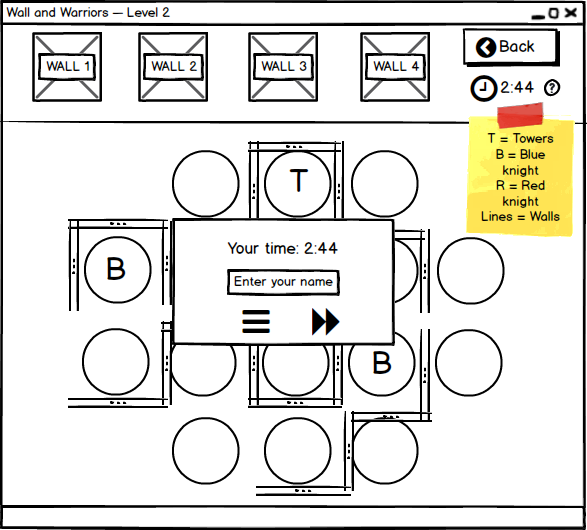 Wall and Warriors — Level 2
WALL 1
WALL 2
WALL 3
WALL 4
Back
2:44
?
T = Towers
B = Blue
knight
R = Red
knight
Lines = Walls
T
B
Your time: 2:44
Enter your name
B